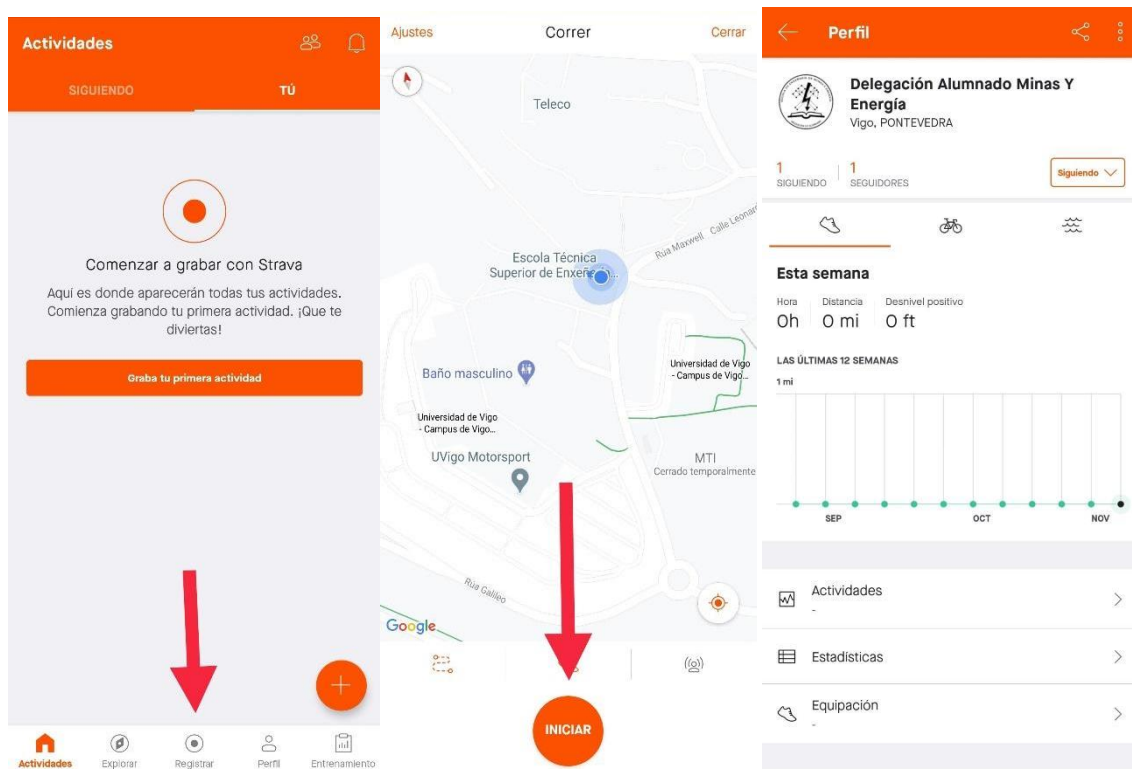 Actividades
SIGUIENDO
TÚ
Comenzar a grabar con Strava
Aquí es donde aparecerán todas tus actividades.
Comienza grabando tu primera actividad. ¡Que te
diviertas!
Graba tu primera actividad
Actividades
Explorar
Registrar
Perfil
Entrenamiento
Ajustes
Correr
Cerrar
Teleco
Rúa Maxwell
Calle Leonar
Escola Técnica
Superior de Enxeñ
Baño masculino
Universidad de Vigo
- Campus de Vigo...
Universidad de Vigo
- Campus de Vigo...
UVigo Motorsport
MTI
Cerrado temporalmente
Rúa Galileo
Google
INICIAR
Perfil
Delegación Alumnado Minas Y
Energía
Vigo, PONTEVEDRA
1
SIGUIENDO
1
SEGUIDORES
Siguiendo
Esta semana
Hora
Distancia
Desnivel positivo
0h
0 mi
0 ft
LAS ÚLTIMAS 12 SEMANAS
1 mi
SEP
OCT
NOV
Actividades
-
Estadísticas
Equipación
-